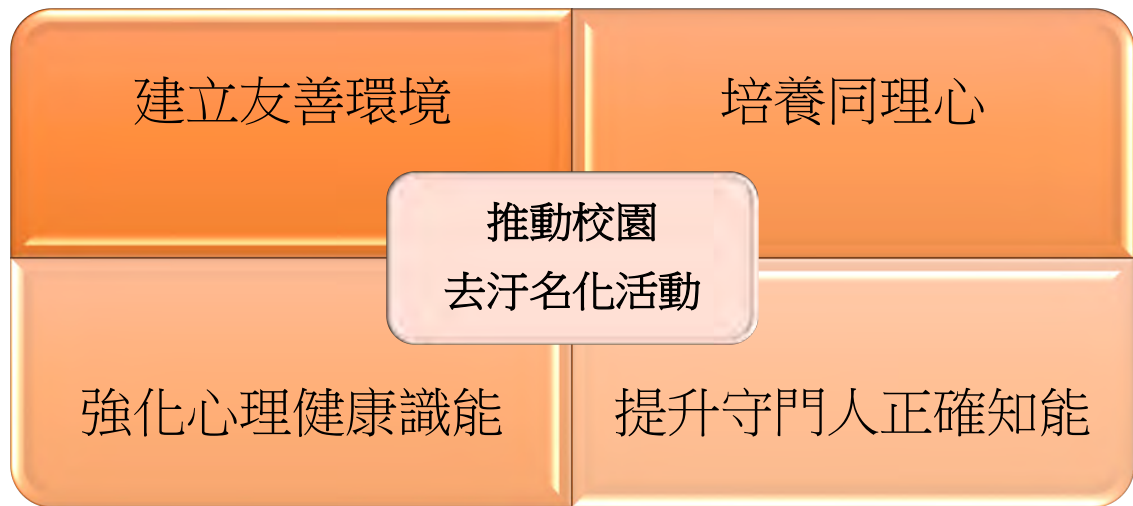 建立友善環境
培養同理心
推動校園
去汙名化活動
強化心理健康識能
提升守門人正確知能